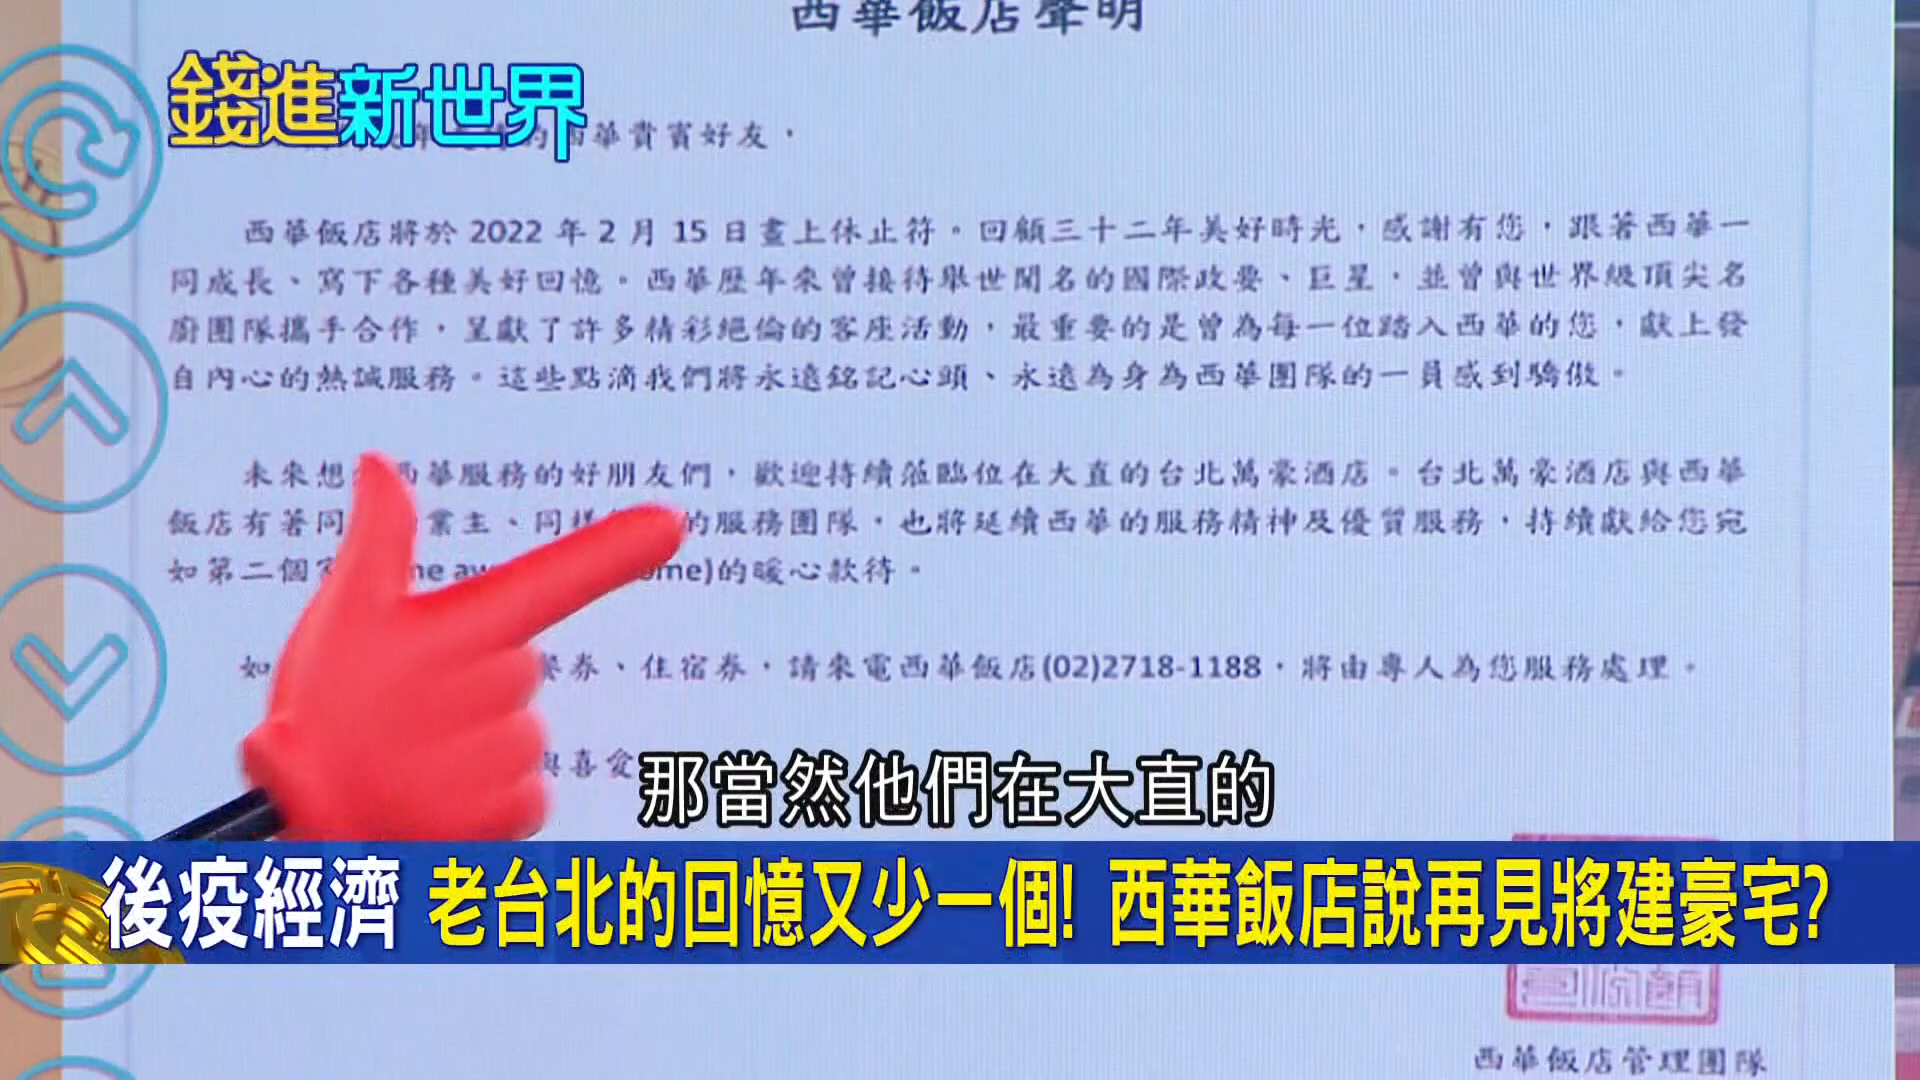 西華飯店聲明
錢進新世界
西華貴賓好友，
西華飯店將於 2022 年 2 月 15 日畫上休止符。回顧三十二年美好時光，感謝有您，跟著西華一
同成長、寫下各種美好回憶。西華歷年來曾接待舉世聞名的國際政要、巨星，並曾與世界級頂尖名
廚團隊攜手合作，呈獻了許多精彩絕倫的客座活動，最重要的是曾為每一位踏入西華的您，獻上發
自內心的熱誠服務。這些點滴我們將永遠銘記心頭、永遠為身為西華團隊的一員感到驕傲。
未來想 西華服務的好朋友們，歡迎持續蒞臨位在大直的台北萬豪酒店。台北萬豪酒店與西華
飯店有著同 業主、同樣 的服務團隊，也將延續西華的服務精神及優質服務，持續獻給您宛
如第二個家 me aw ome)的暖心款待。
如 餐券、住宿券，請來電西華飯店(02)2718-1188，將由專人為您服務處理。
與喜愛
那當然他們在大直的
後疫經濟 老台北的回憶又少一個! 西華飯店說再見將建豪宅?
西華飯店管理團隊